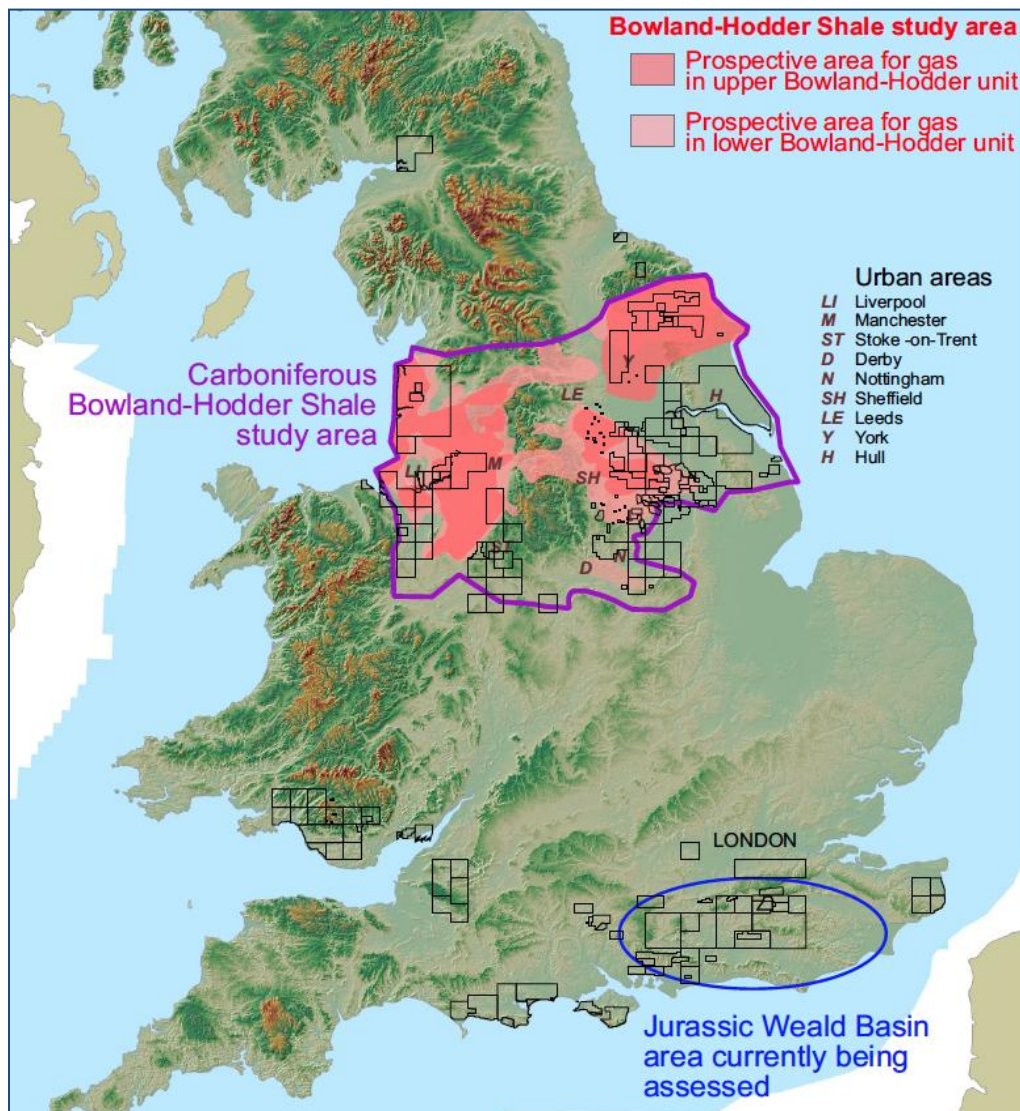 Bowland-Hodder Shale study area
Prospective area for gas
in upper Bowland-Hodder unit
Prospective area for gas
in lower Bowland-Hodder unit
Urban areas
LI Liverpool
M Manchester
ST Stoke -on-Trent
D Derby
N Nottingham
SH Sheffield
LE Leeds
Y York
H Hull
Carboniferous
Bowland-Hodder Shale
study area
Y
LE
H
LI
M
SH
ST
D
N
LONDON
Jurassic Weald Basin
area currently being
assessed